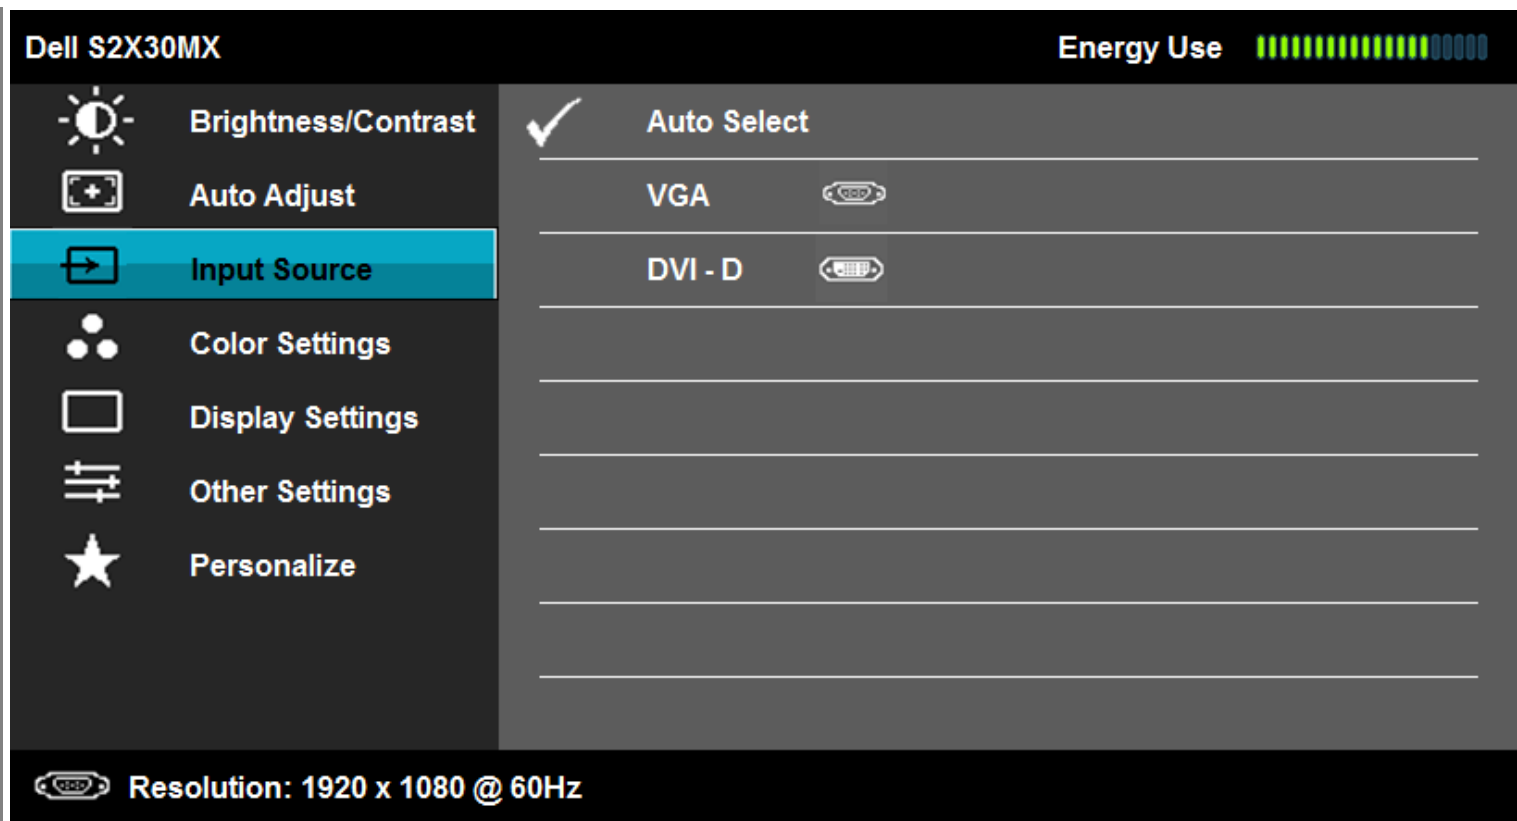 Dell S2X30MX
Energy Use
Brightness/Contrast
Auto Adjust
Input Source
Color Settings
Display Settings
Other Settings
Personalize
Auto Select
VGA
DVI - D
Resolution: 1920 x 1080 @ 60Hz